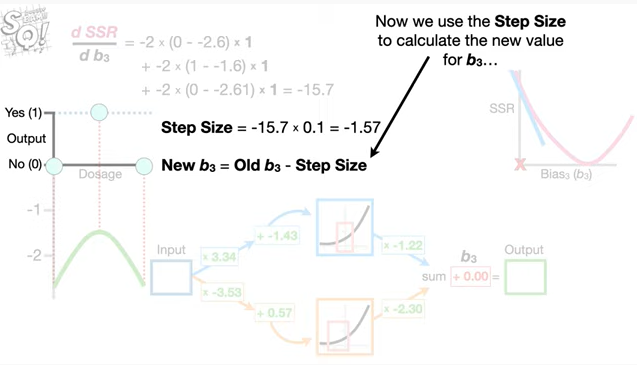 StatQuest!
Now we use the Step Size
to calculate the new value
for b₃…
d SSR
d b₃
= -2 × (0 - -2.6) × 1
+ -2 × (1 - -1.6) × 1
+ -2 × (0 - -2.61) × 1 = -15.7
Step Size = -15.7 × 0.1 = -1.57
New b₃ = Old b₃ - Step Size
Yes (1)
Output
No (0)
Dosage
-1
-2
SSR
Bias₃ (b₃)
Input
× 3.34
+ -1.43
× -1.22
× -3.53
+ 0.57
× -2.30
b₃
sum
+ 0.00
=
Output